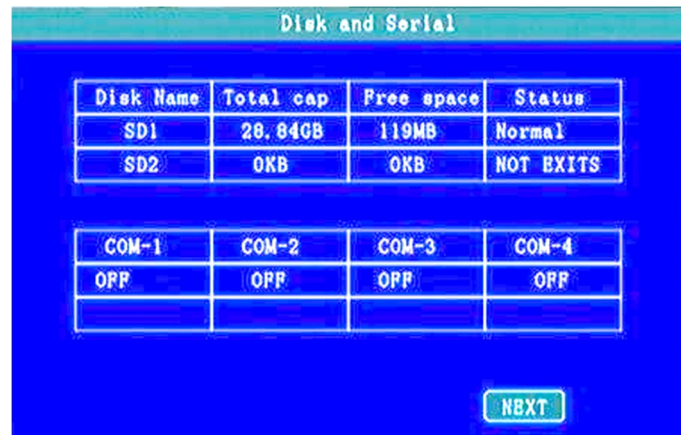 Disk and Serial
Disk Name Total cap Free space Status
SD1 28.84GB 119MB Normal
SD2 0KB 0KB NOT EXITS
COM-1 COM-2 COM-3 COM-4
OFF OFF OFF OFF
NEXT